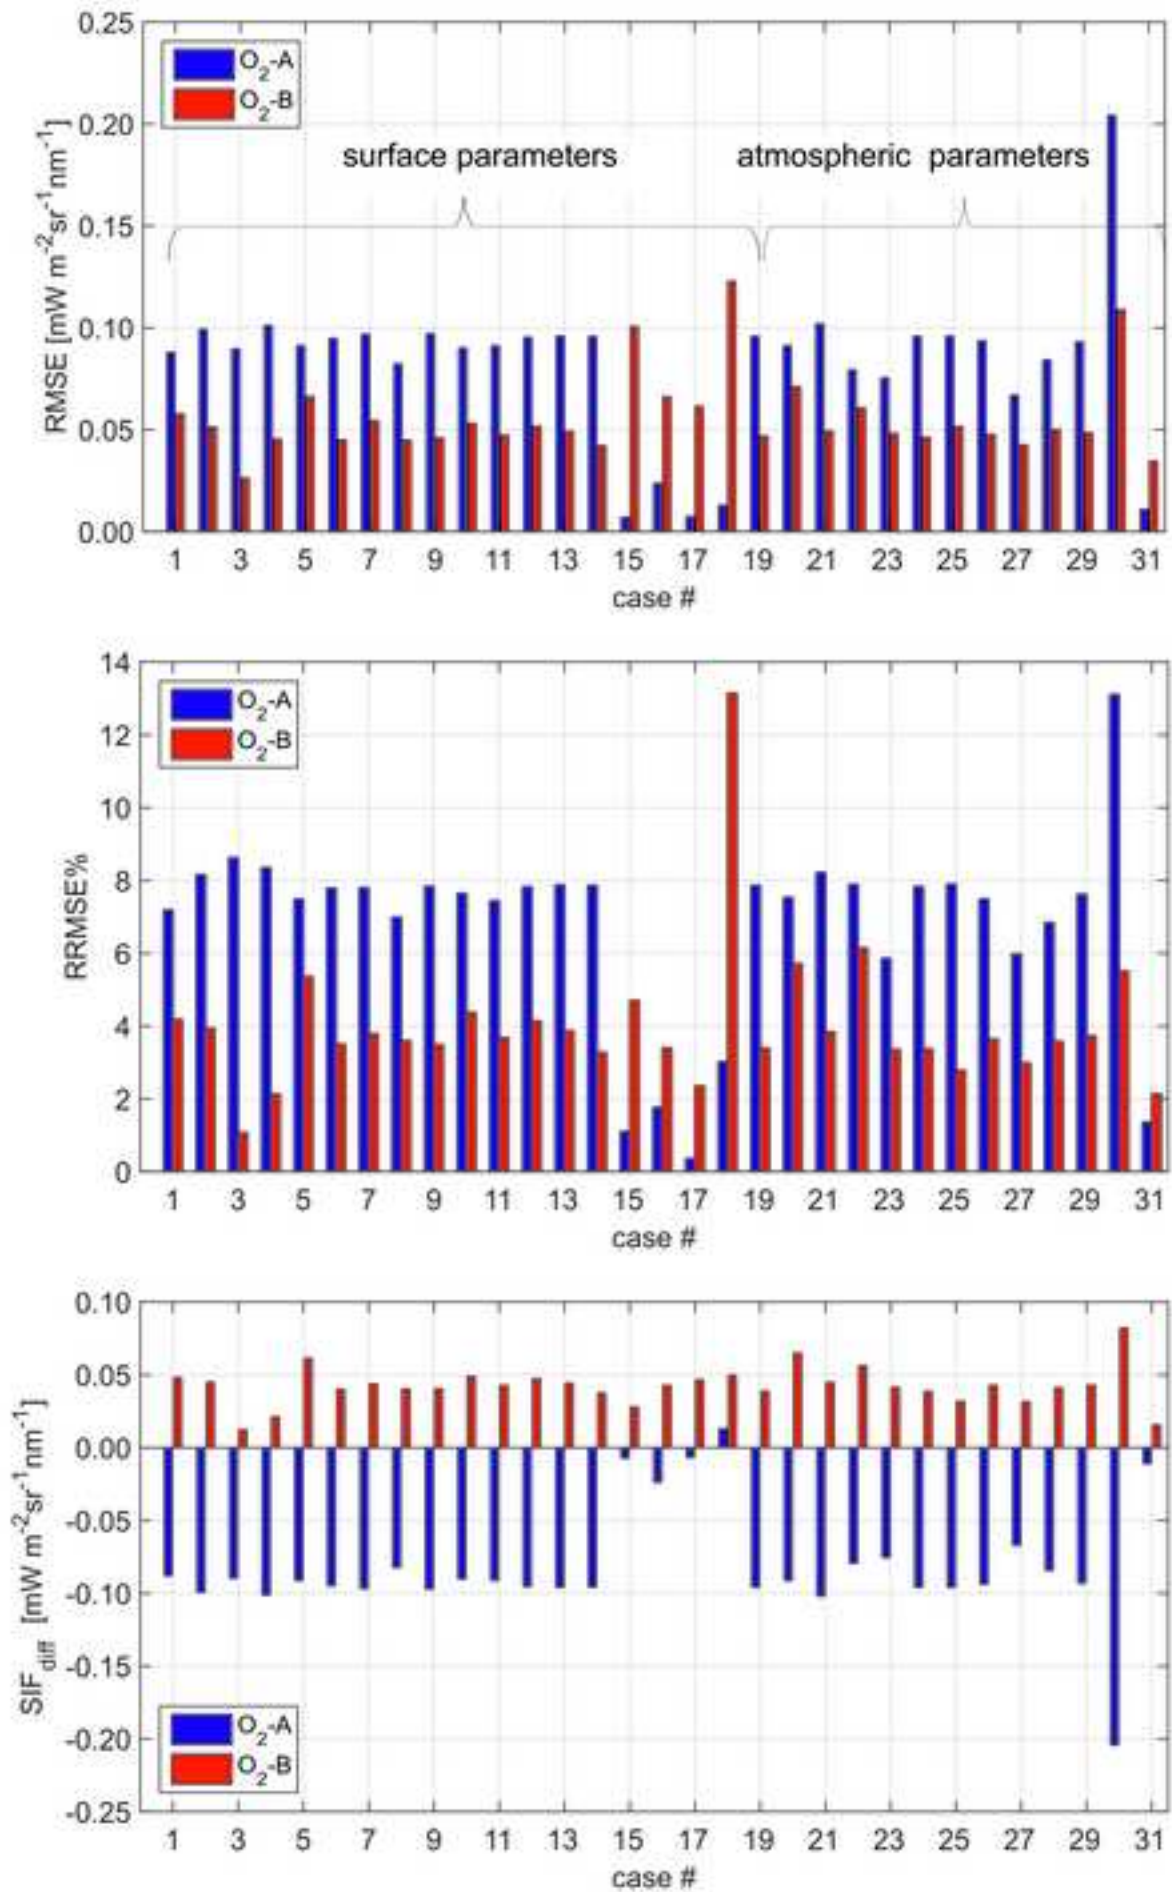 0.25
O2-A
O2-B
0.20
surface parameters atmospheric parameters
0.15
0.10
0.05
0.00
RMSE [mW m-2sr-1nm-1]
1 3 5 7 9 11 13 15 17 19 21 23 25 27 29 31
case #
14
O2-A
O2-B
12
10
8
6
4
2
0
RRMSE%
1 3 5 7 9 11 13 15 17 19 21 23 25 27 29 31
case #
0.10
0.05
0.00
-0.05
-0.10
-0.15
-0.20
-0.25
SIFdiff [mW m-2sr-1nm-1]
O2-A
O2-B
1 3 5 7 9 11 13 15 17 19 21 23 25 27 29 31
case #